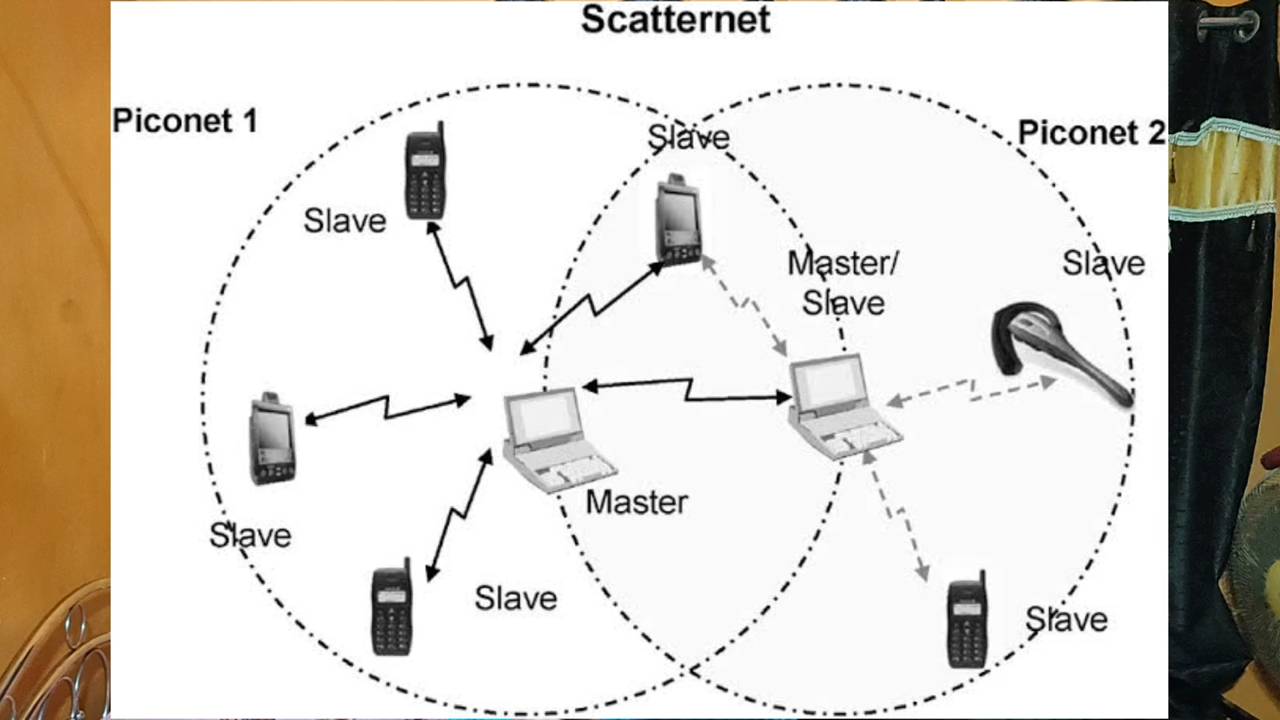 Scatternet
Piconet 1
Slave
Piconet 2
Slave
Master/
Slave
Slave
Master
Slave
Slave
Slave